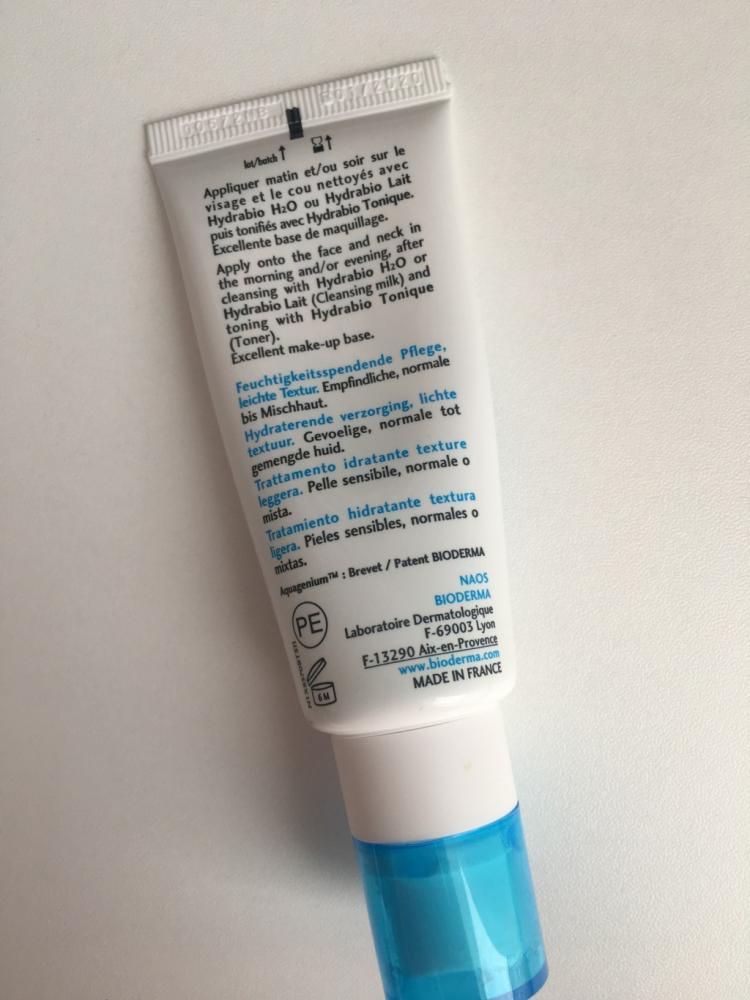 lot/batch
Appliquer matin et/ou soir sur le
visage et le cou nettoyés avec
Hydrabio H2O ou Hydrabio Lait
puis tonifiés avec Hydrabio Tonique.
Excellente base de maquillage.
Apply onto the face and neck in
the morning and/or evening, after
cleansing with Hydrabio H2O or
Hydrabio Lait (Cleansing milk) and
toning with Hydrabio Tonique
(Toner).
Excellent make-up base.
Feuchtigkeitsspendende Pflege,
leichte Textur. Empfindliche, normale
bis Mischhaut.
Hydraterende verzorging, lichte
textuur. Gevoelige, normale tot
gemengde huid.
Trattamento idratante texture
leggera. Pelle sensibile, normale o
mista.
Tratamiento hidratante textura
ligera. Pieles sensibles, normales o
mixtas.
Aquagenium™ : Brevet / Patent BIODERMA
NAOS
BIODERMA
Laboratoire Dermatologique
F-69003 Lyon
F-13290 Aix-en-Provence
www.bioderma.com
MADE IN FRANCE
PE
6M